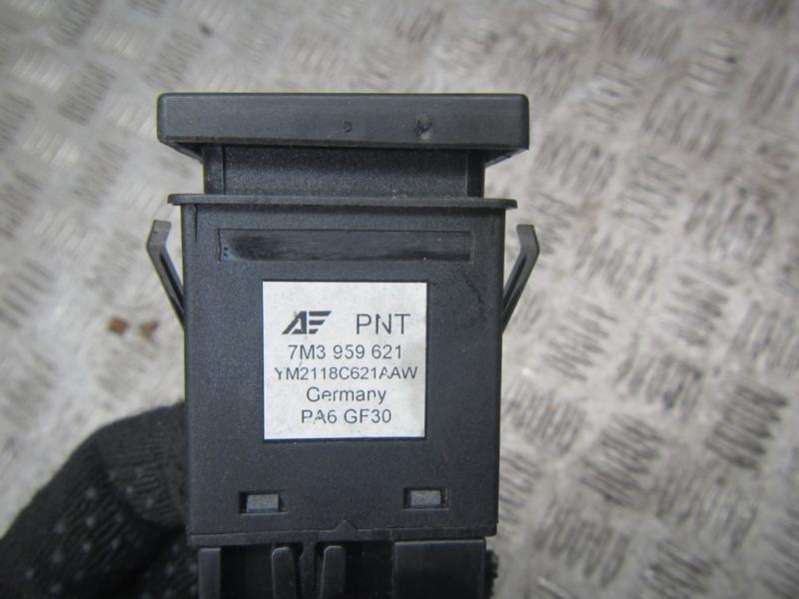 AF PNT
7M3 959 621
YM2118C621AAW
Germany
PA6 GF30